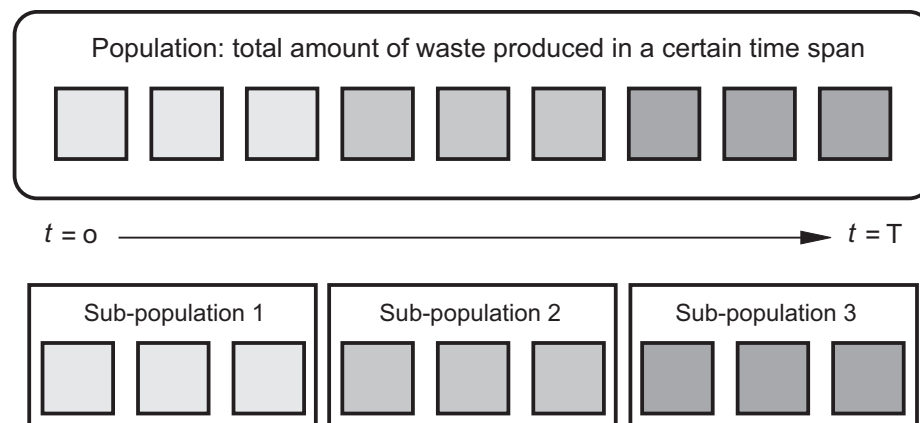 Population: total amount of waste produced in a certain time span
t = o t = T
Sub-population 1 Sub-population 2 Sub-population 3